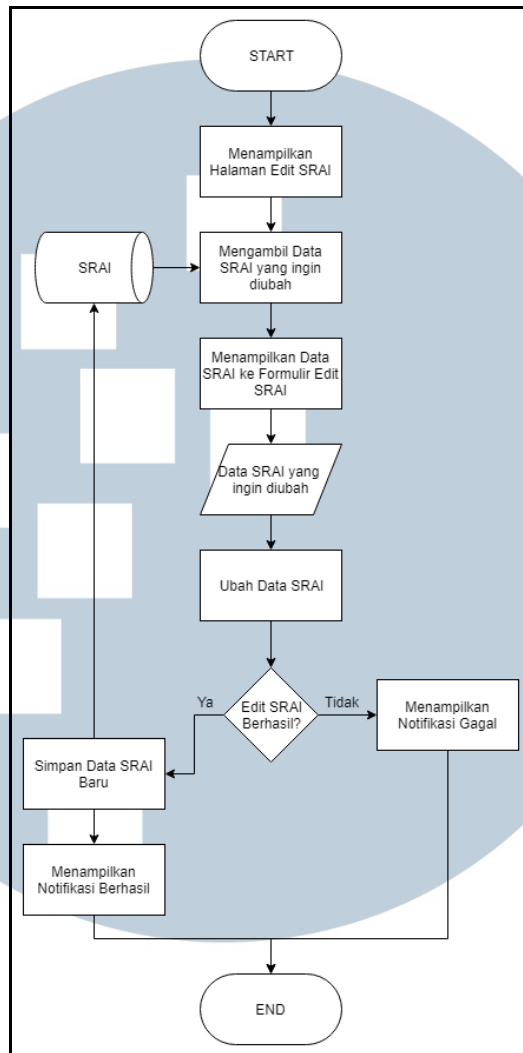 START
Menampilkan
Halaman Edit SRAI
SRAI
Mengambil Data
SRAI yang ingin
diubah
Menampilkan Data
SRAI ke Formulir Edit
SRAI
Data SRAI yang
ingin diubah
Ubah Data SRAI
Ya
Edit SRAI
Berhasil?
Tidak
Menampilkan
Notifikasi Gagal
Simpan Data SRAI
Baru
Menampilkan
Notifikasi Berhasil
END